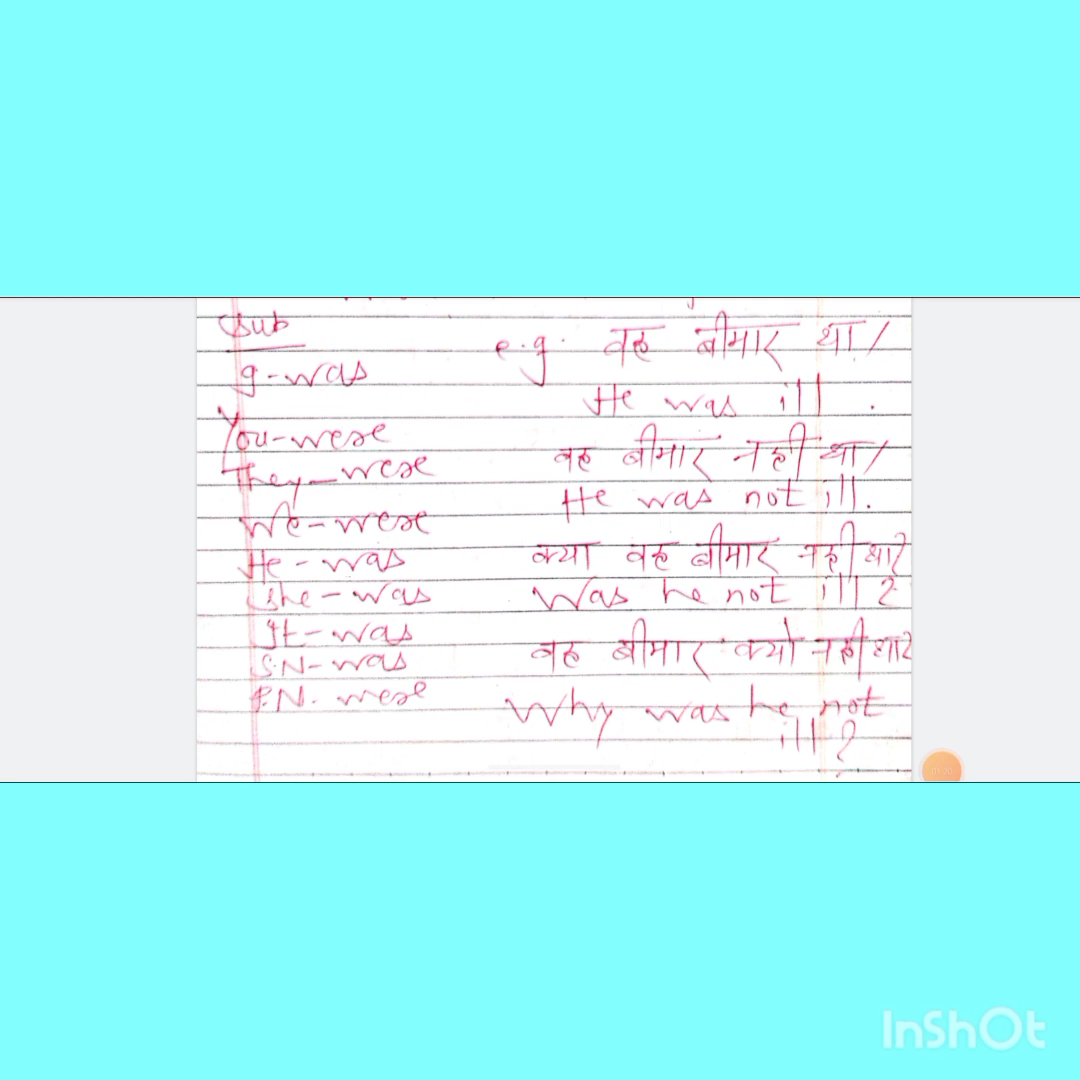 Sub
I-was
You-were
They-were
We-were
He-was
She-was
It-was
S.N-was
P.N. were
e.g. वह बीमार था।
He was ill.
वह बीमार नही था।
He was not ill.
क्या वह बीमार नही था?
Was he not ill?
वह बीमार क्यो नही था?
Why was he not
ill?
01:20
InShOt